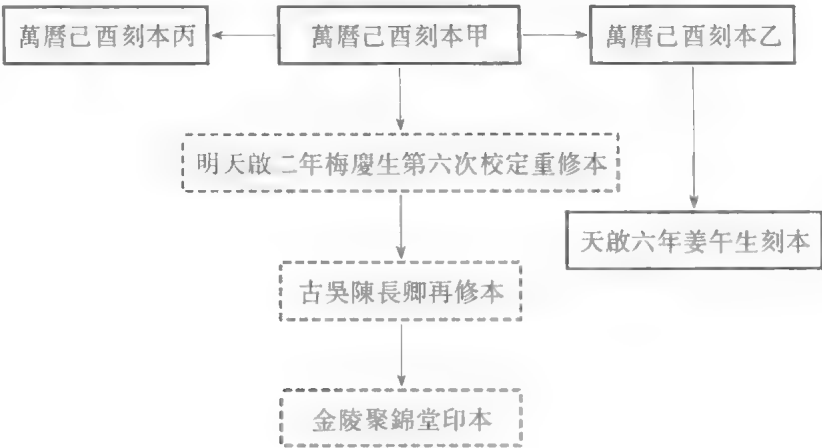 萬曆己酉刻本丙
萬曆己酉刻本甲
萬曆己酉刻本乙
明天啟二年梅慶生第六次校定重修本
天啟六年姜午生刻本
古吳陳長卿再修本
金陵聚錦堂印本